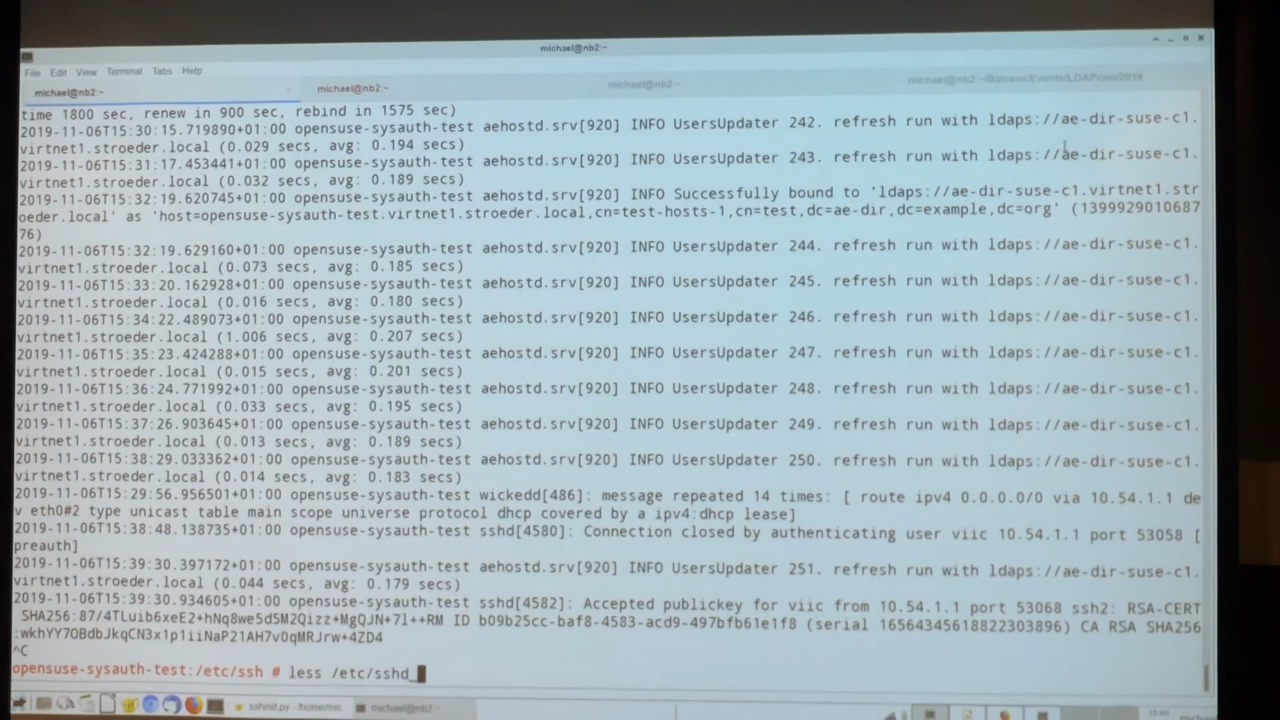 michael@nb2:~
File Edit View Terminal Tabs Help
michael@nb2:~ michael@nb2:~ michael@nb2:~ michael@nb2:~/Bizness/Events/LDAPcon/2018
time 1800 sec, renew in 900 sec, rebind in 1575 sec)
2019-11-06T15:30:15.719890+01:00 opensuse-sysauth-test aehostd.srv[920] INFO UsersUpdater 242. refresh run with ldaps://ae-dir-suse-c1.
virtnet1.stroeder.local (0.029 secs, avg: 0.194 secs)
2019-11-06T15:31:17.453441+01:00 opensuse-sysauth-test aehostd.srv[920] INFO UsersUpdater 243. refresh run with ldaps://ae-dir-suse-c1.
virtnet1.stroeder.local (0.032 secs, avg: 0.189 secs)
2019-11-06T15:32:19.620745+01:00 opensuse-sysauth-test aehostd.srv[920] INFO Successfully bound to 'ldaps://ae-dir-suse-c1.virtnet1.str
oeder.local' as 'host=opensuse-sysauth-test.virtnet1.stroeder.local,cn=test-hosts-1,cn=test,dc=ae-dir,dc=example,dc=org' (1399929010687
76)
2019-11-06T15:32:19.629160+01:00 opensuse-sysauth-test aehostd.srv[920] INFO UsersUpdater 244. refresh run with ldaps://ae-dir-suse-c1.
virtnet1.stroeder.local (0.073 secs, avg: 0.185 secs)
2019-11-06T15:33:20.162928+01:00 opensuse-sysauth-test aehostd.srv[920] INFO UsersUpdater 245. refresh run with ldaps://ae-dir-suse-c1.
virtnet1.stroeder.local (0.016 secs, avg: 0.180 secs)
2019-11-06T15:34:22.489073+01:00 opensuse-sysauth-test aehostd.srv[920] INFO UsersUpdater 246. refresh run with ldaps://ae-dir-suse-c1.
virtnet1.stroeder.local (1.006 secs, avg: 0.207 secs)
2019-11-06T15:35:23.424288+01:00 opensuse-sysauth-test aehostd.srv[920] INFO UsersUpdater 247. refresh run with ldaps://ae-dir-suse-c1.
virtnet1.stroeder.local (0.015 secs, avg: 0.201 secs)
2019-11-06T15:36:24.771992+01:00 opensuse-sysauth-test aehostd.srv[920] INFO UsersUpdater 248. refresh run with ldaps://ae-dir-suse-c1.
virtnet1.stroeder.local (0.033 secs, avg: 0.195 secs)
2019-11-06T15:37:26.903645+01:00 opensuse-sysauth-test aehostd.srv[920] INFO UsersUpdater 249. refresh run with ldaps://ae-dir-suse-c1.
virtnet1.stroeder.local (0.013 secs, avg: 0.189 secs)
2019-11-06T15:38:29.033362+01:00 opensuse-sysauth-test aehostd.srv[920] INFO UsersUpdater 250. refresh run with ldaps://ae-dir-suse-c1.
virtnet1.stroeder.local (0.014 secs, avg: 0.183 secs)
2019-11-06T15:29:56.956501+01:00 opensuse-sysauth-test wickedd[486]: message repeated 14 times: [ route ipv4 0.0.0.0/0 via 10.54.1.1 de
v eth0#2 type unicast table main scope universe protocol dhcp covered by a ipv4:dhcp lease]
2019-11-06T15:38:48.138735+01:00 opensuse-sysauth-test sshd[4580]: Connection closed by authenticating user viic 10.54.1.1 port 53058 [
preauth]
2019-11-06T15:39:30.397172+01:00 opensuse-sysauth-test aehostd.srv[920] INFO UsersUpdater 251. refresh run with ldaps://ae-dir-suse-c1.
virtnet1.stroeder.local (0.044 secs, avg: 0.179 secs)
2019-11-06T15:39:30.934605+01:00 opensuse-sysauth-test sshd[4582]: Accepted publickey for viic from 10.54.1.1 port 53068 ssh2: RSA-CERT
SHA256:87/4TLuib6xeE2+hNq8we5d5M2Qizz+MgQJN+7l++RM ID b09b25cc-baf8-4583-acd9-497bfb61e1f8 (serial 16564345618822303896) CA RSA SHA256
:wkhYY7OBdbJkqCN3x1p1iiNaP21AH7v0qMRJrw+4ZD4
^C
opensuse-sysauth-test:/etc/ssh # less /etc/sshd
michael@nb2:~